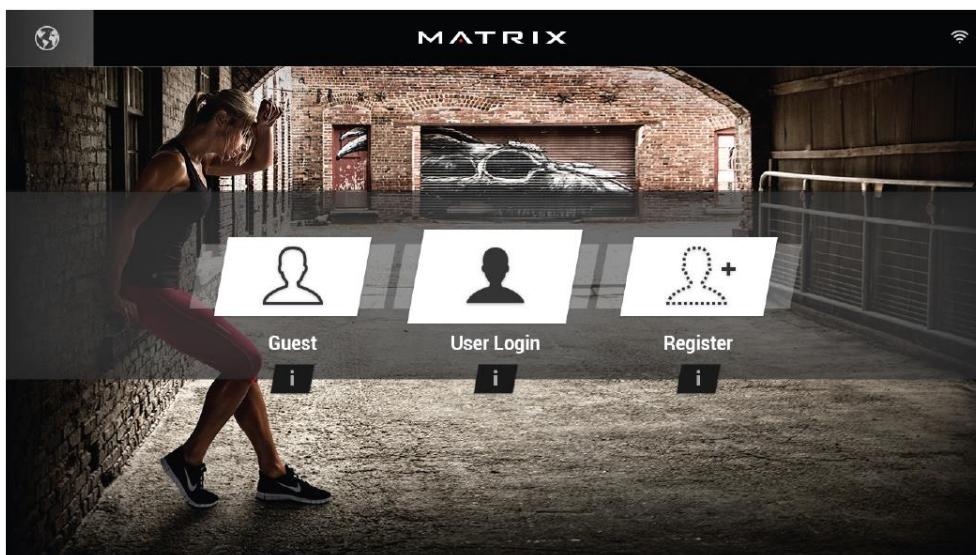 MATRIX
Guest
User Login
Register
i
i
i